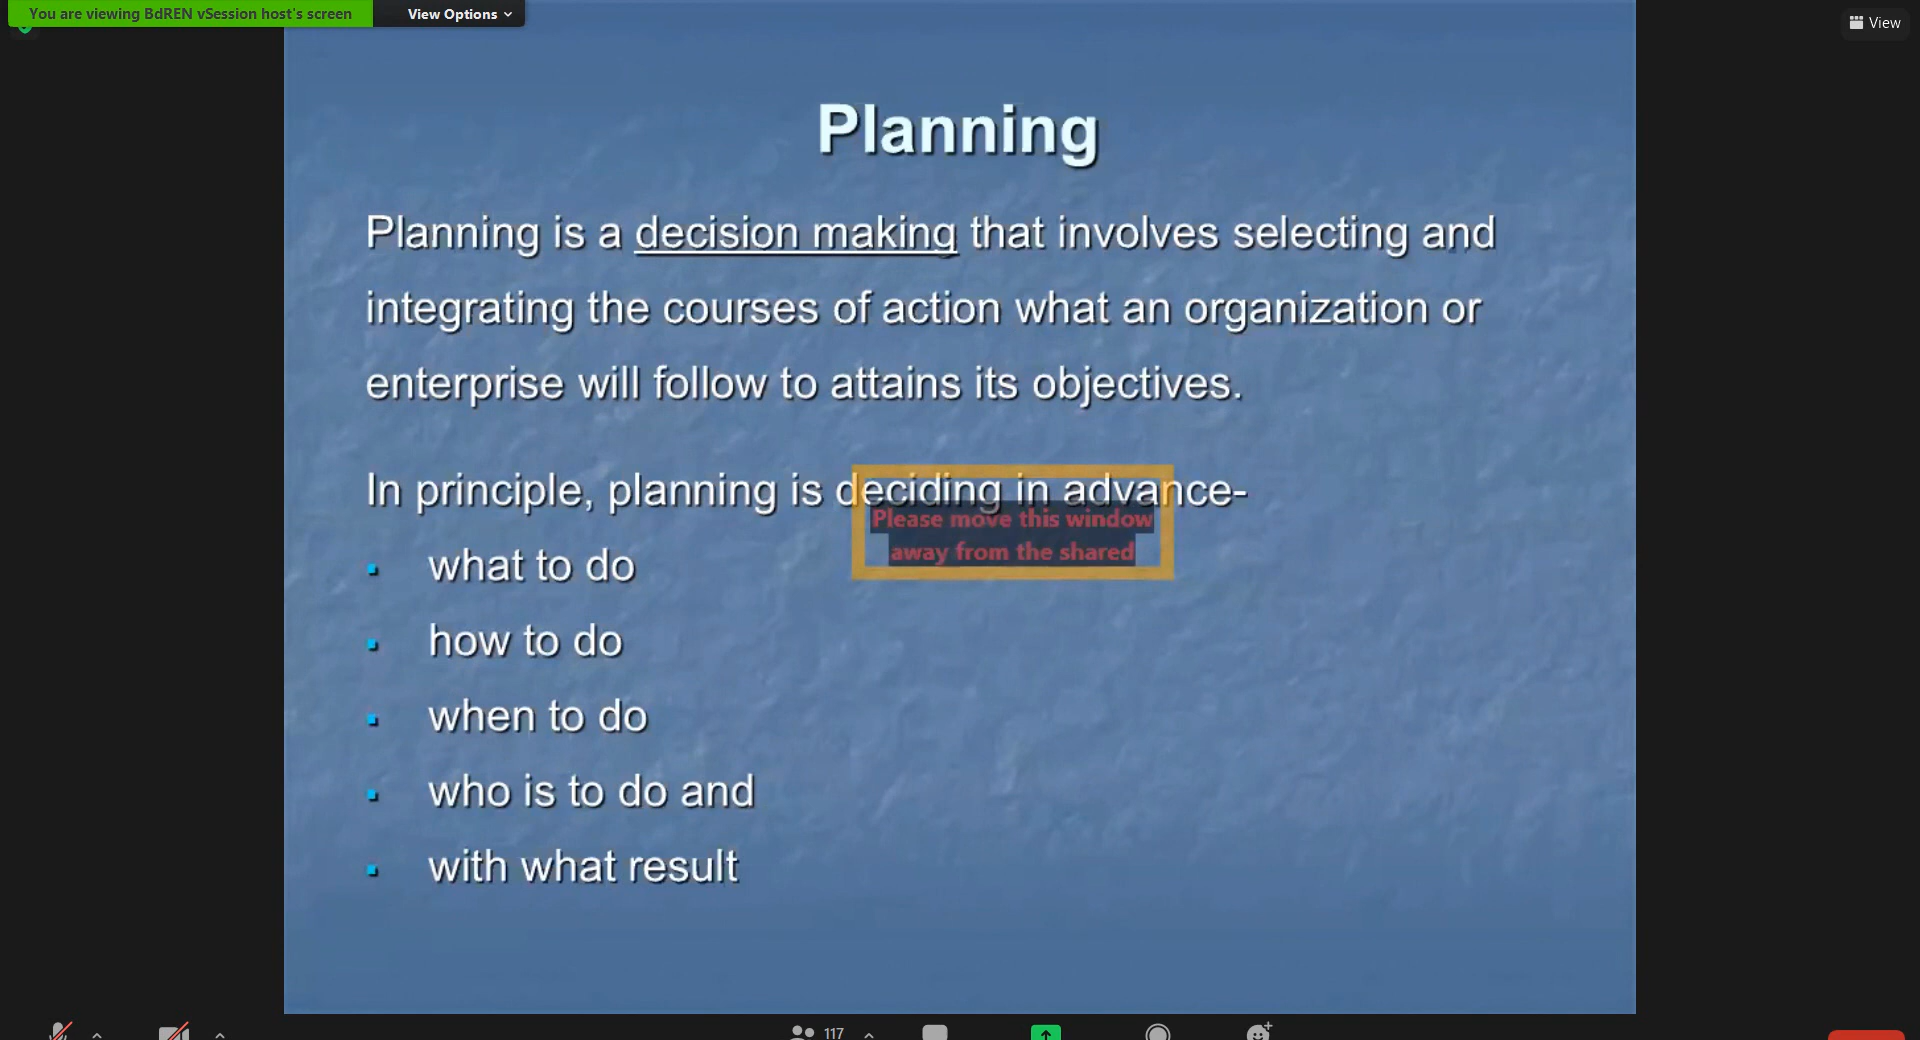 You are viewing BdREN vSession host's screen
View Options
View
Planning
Planning is a decision making that involves selecting and
integrating the courses of action what an organization or
enterprise will follow to attains its objectives.
In principle, planning is deciding in advance-
Please move this window
away from the shared
what to do
how to do
when to do
who is to do and
with what result
117